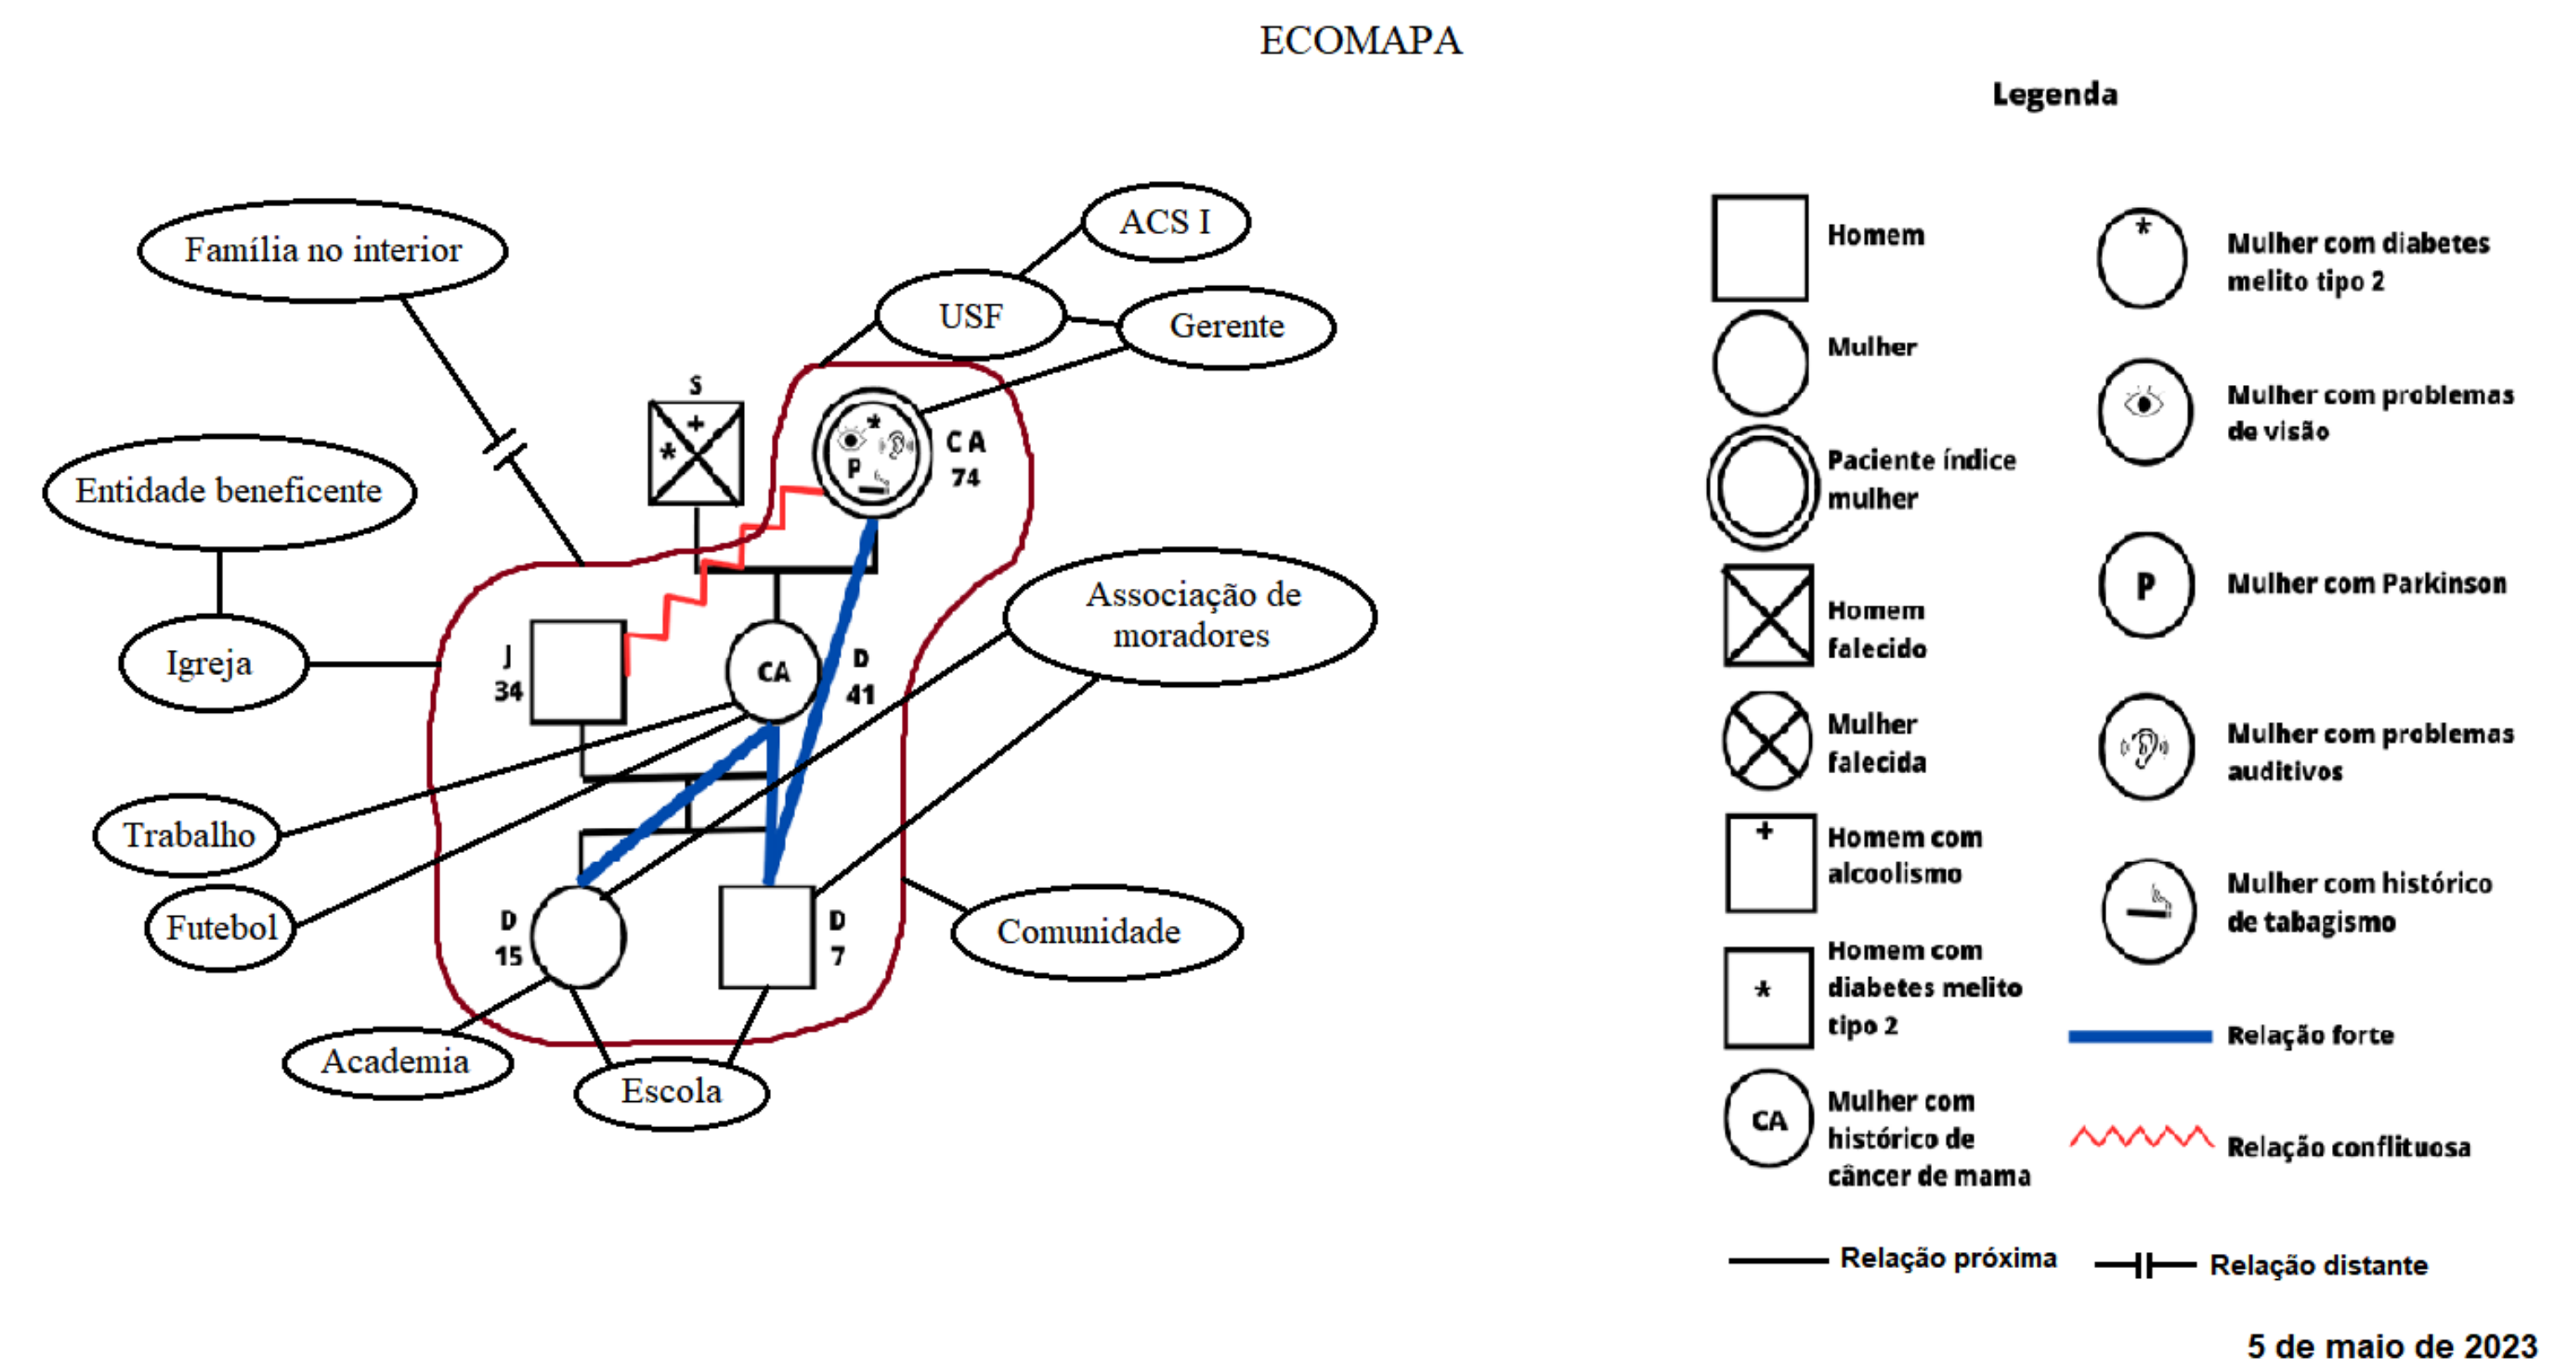 ECOMAPA
Legenda
Família no interior
ACS I
USF
Gerente
S
+
*
*
P
C A
74
Entidade beneficente
Igreja
Associação de
moradores
J
34
CA
D
41
Trabalho
Futebol
D
15
D
7
Comunidade
Academia
Escola
Homem
Mulher
Paciente índice
mulher
Homem
falecido
Mulher
falecida
+
Homem com
alcoolismo
*
Homem com
diabetes melito
tipo 2
CA
Mulher com
histórico de
câncer de mama
*
Mulher com diabetes
melito tipo 2
Mulher com problemas
de visão
P
Mulher com Parkinson
Mulher com problemas
auditivos
Mulher com histórico
de tabagismo
Relação forte
Relação conflituosa
Relação próxima
Relação distante
5 de maio de 2023